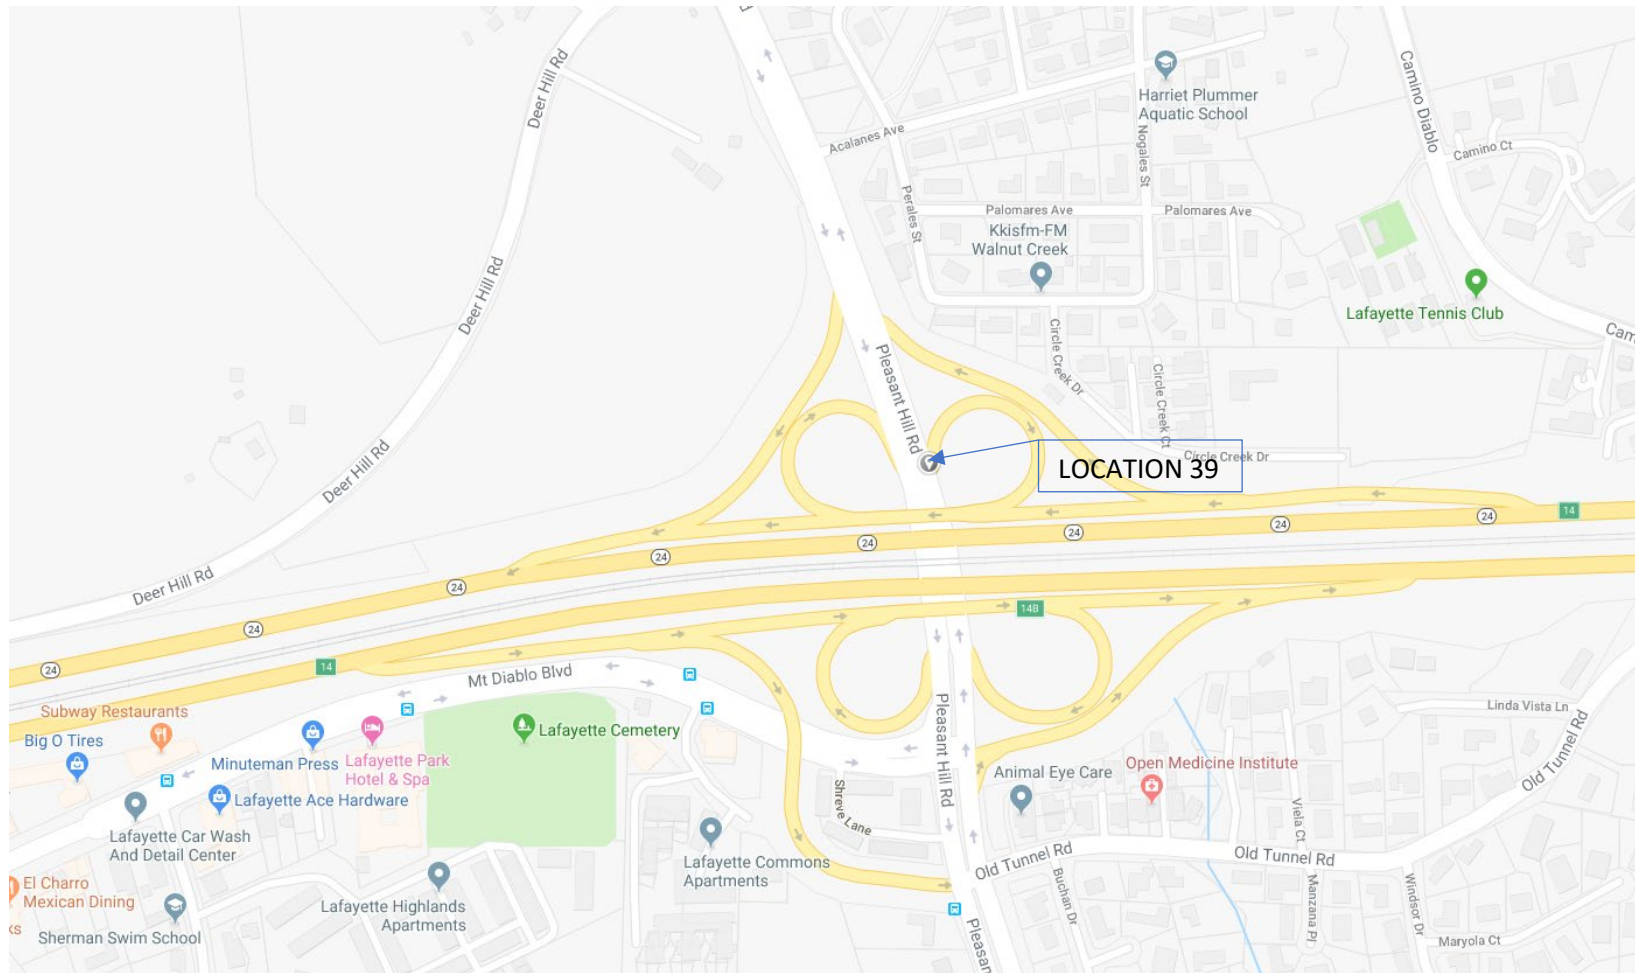 Deer Hill Rd
Acalanes Ave
Harriet Plummer
Aquatic School
Nogales St
Camino Diablo
Camino Ct
Perales St
Palomares Ave
Palomares Ave
Kkisfm-FM
Walnut Creek
Deer Hill Rd
Lafayette Tennis Club
Cam
Pleasant Hill Rd
Circle Creek Dr
Circle Creek Ct
Circle Creek Dr
LOCATION 39
Deer Hill Rd
24
14
24
24
24
24
24
Deer Hill Rd
24
24
14B
14
Mt Diablo Blvd
Subway Restaurants
Big O Tires
Minuteman Press
Lafayette Park
Hotel & Spa
Lafayette Cemetery
Lafayette Ace Hardware
Lafayette Car Wash
And Detail Center
Pleasant Hill Rd
Linda Vista Ln
Old Tunnel Rd
Animal Eye Care
Open Medicine Institute
Shreve Lane
Viela Ct
Lafayette Commons
Apartments
Old Tunnel Rd
Old Tunnel Rd
El Charro
Mexican Dining
ks
Sherman Swim School
Lafayette Highlands
Apartments
Buchan Dr
Manzana Pl
Windsor Dr
Maryola Ct
Pleasan